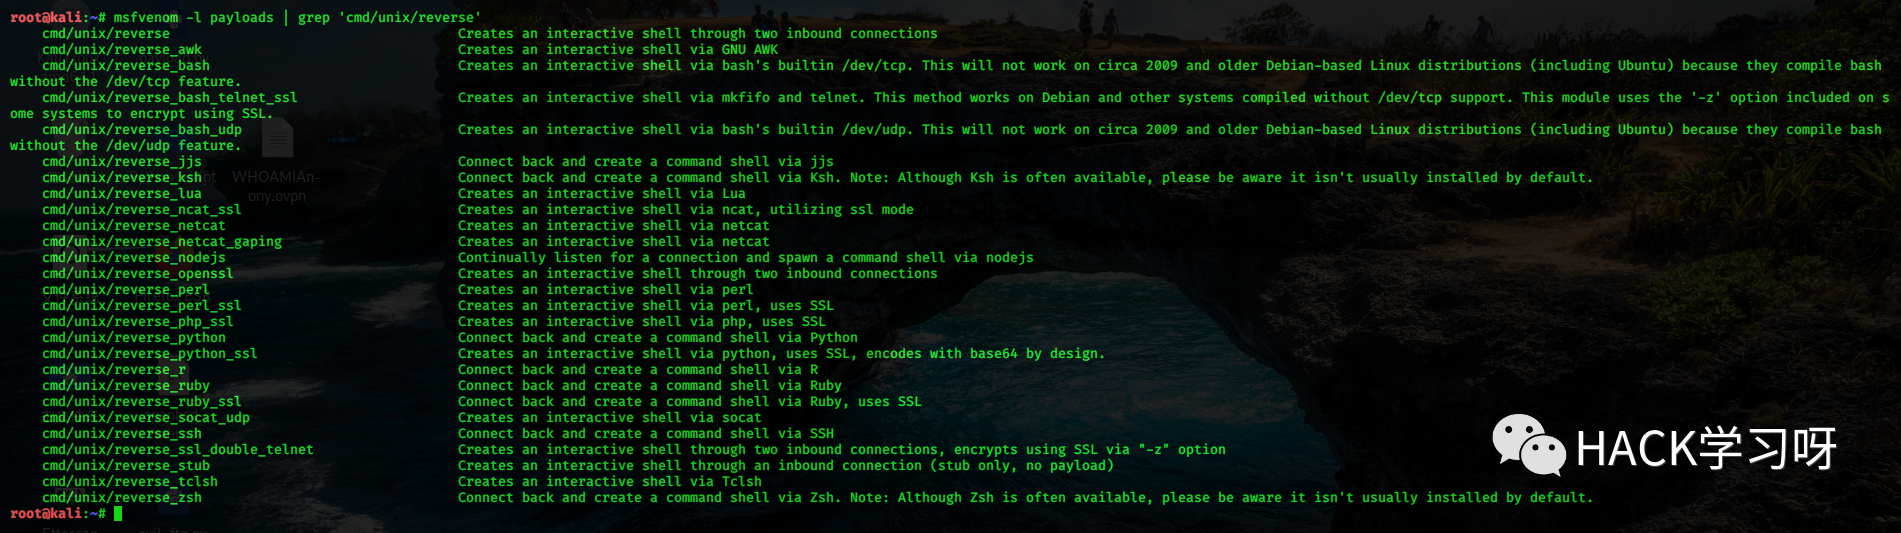 root@kali:~# msfvenom -l payloads | grep 'cmd/unix/reverse'
cmd/unix/reverse Creates an interactive shell through two inbound connections
cmd/unix/reverse_awk Creates an interactive shell via GNU AWK
cmd/unix/reverse_bash Creates an interactive shell via bash's builtin /dev/tcp. This will not work on circa 2009 and older Debian-based Linux distributions (including Ubuntu) because they compile bash
without the /dev/tcp feature.
cmd/unix/reverse_bash_telnet_ssl Creates an interactive shell via mkfifo and telnet. This method works on Debian and other systems compiled without /dev/tcp support. This module uses the '-z' option included on s
ome systems to encrypt using SSL.
cmd/unix/reverse_bash_udp Creates an interactive shell via bash's builtin /dev/udp. This will not work on circa 2009 and older Debian-based Linux distributions (including Ubuntu) because they compile bash
without the /dev/udp feature.
cmd/unix/reverse_jjs Connect back and create a command shell via jjs
cmd/unix/reverse_ksh Connect back and create a command shell via Ksh. Note: Although Ksh is often available, please be aware it isn't usually installed by default.
cmd/unix/reverse_lua Creates an interactive shell via Lua
cmd/unix/reverse_ncat_ssl Creates an interactive shell via ncat, utilizing ssl mode
cmd/unix/reverse_netcat Creates an interactive shell via netcat
cmd/unix/reverse_netcat_gaping Creates an interactive shell via netcat
cmd/unix/reverse_nodejs Continually listen for a connection and spawn a command shell via nodejs
cmd/unix/reverse_openssl Creates an interactive shell through two inbound connections
cmd/unix/reverse_perl Creates an interactive shell via perl
cmd/unix/reverse_perl_ssl Creates an interactive shell via perl, uses SSL
cmd/unix/reverse_php_ssl Creates an interactive shell via php, uses SSL
cmd/unix/reverse_python Connect back and create a command shell via Python
cmd/unix/reverse_python_ssl Creates an interactive shell via python, uses SSL, encodes with base64 by design.
cmd/unix/reverse_r Connect back and create a command shell via R
cmd/unix/reverse_ruby Connect back and create a command shell via Ruby
cmd/unix/reverse_ruby_ssl Connect back and create a command shell via Ruby, uses SSL
cmd/unix/reverse_socat_udp Creates an interactive shell via socat
cmd/unix/reverse_ssh Connect back and create a command shell via SSH
cmd/unix/reverse_ssl_double_telnet Creates an interactive shell through two inbound connections, encrypts using SSL via "-z" option
cmd/unix/reverse_stub Creates an interactive shell through an inbound connection (stub only, no payload)
cmd/unix/reverse_tclsh Creates an interactive shell via Tclsh
cmd/unix/reverse_zsh Connect back and create a command shell via Zsh. Note: Although Zsh is often available, please be aware it isn't usually installed by default.
root@kali:~#
WHOAMIAn-
ony.ovpn
HACK学习呀